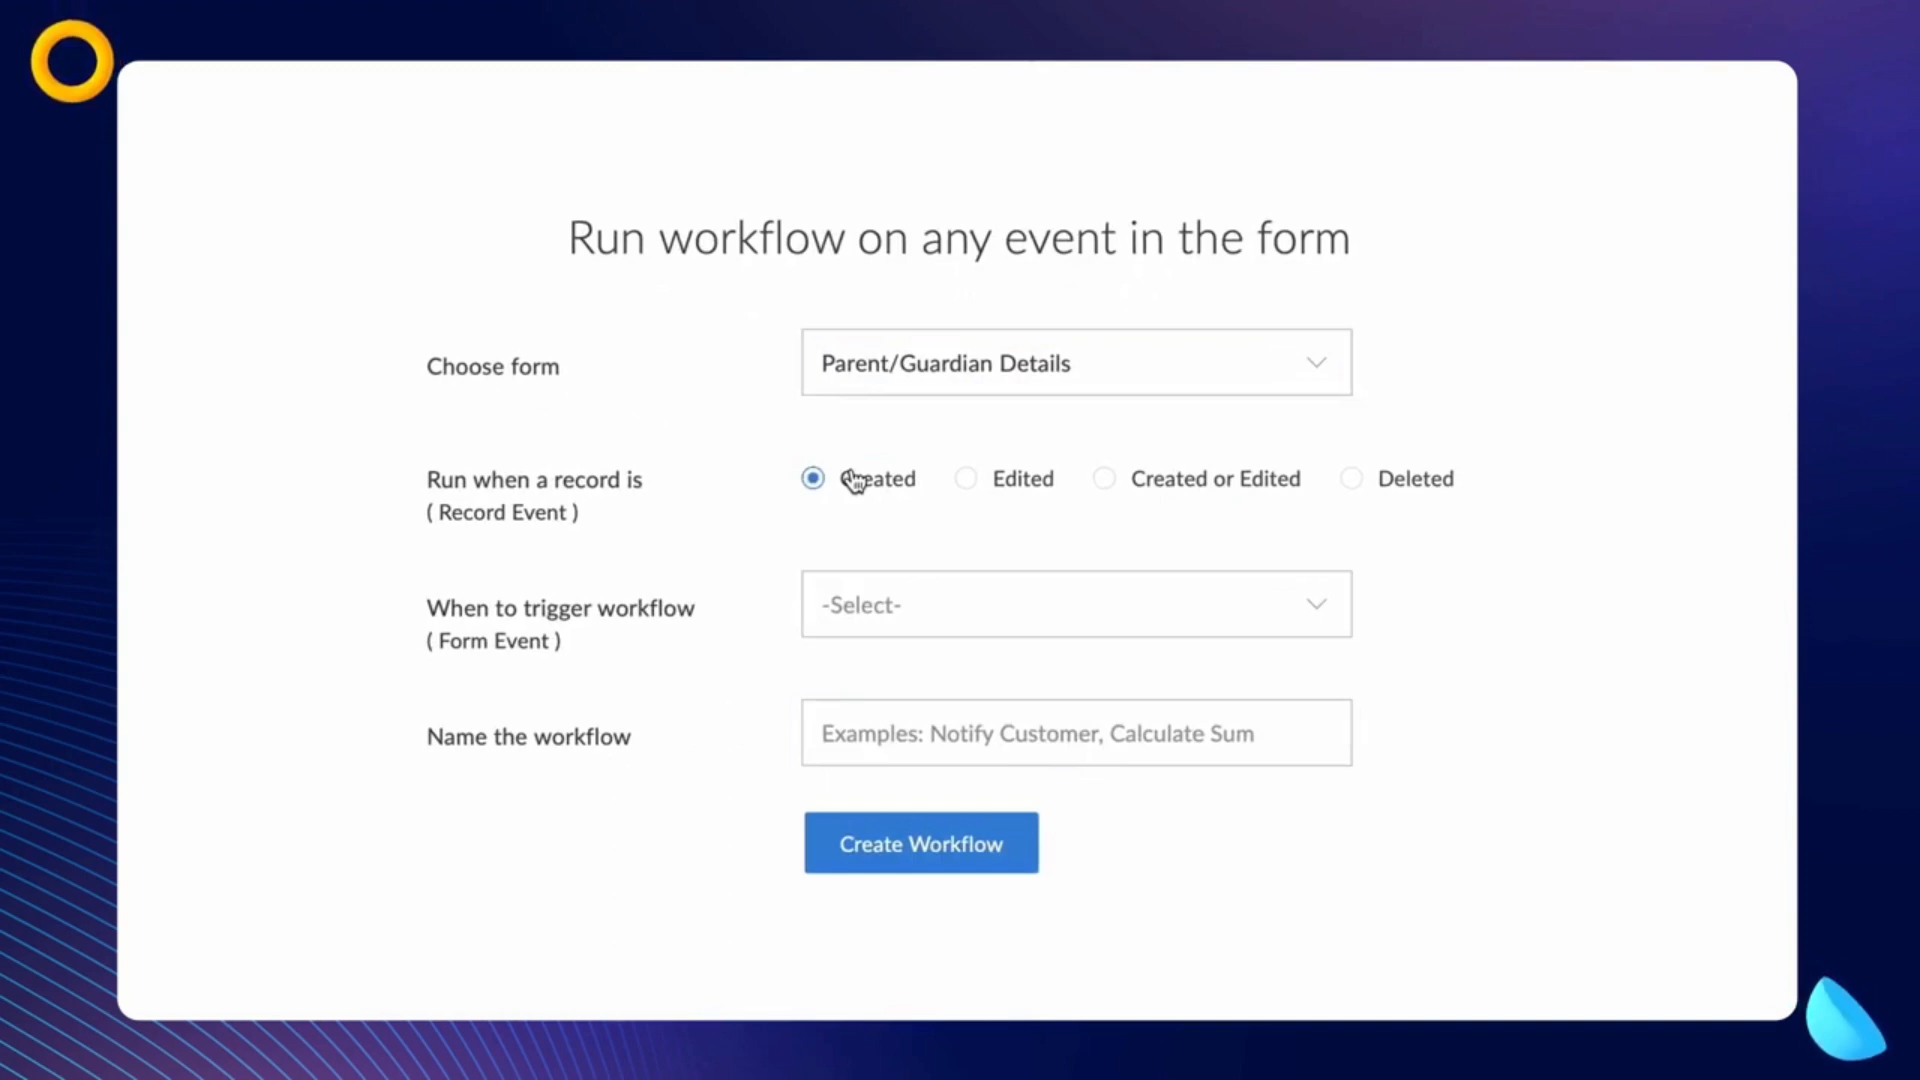 Run workflow on any event in the form
Choose form
Parent/Guardian Details
Run when a record is
( Record Event )
Created
Edited
Created or Edited
Deleted
When to trigger workflow
( Form Event )
-Select-
Name the workflow
Examples: Notify Customer, Calculate Sum
Create Workflow